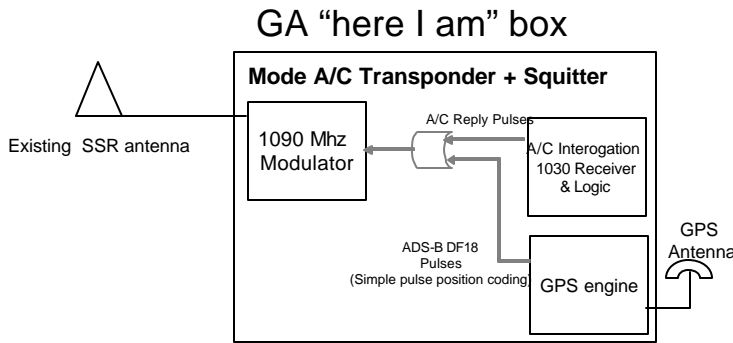 GA “here I am” box
Mode A/C Transponder + Squitter
A/C Reply Pulses
Existing SSR antenna
1090 Mhz
Modulator
A/C Interogation
1030 Receiver
& Logic
GPS
Antenna
ADS-B DF18
Pulses
(Simple pulse position coding)
GPS engine